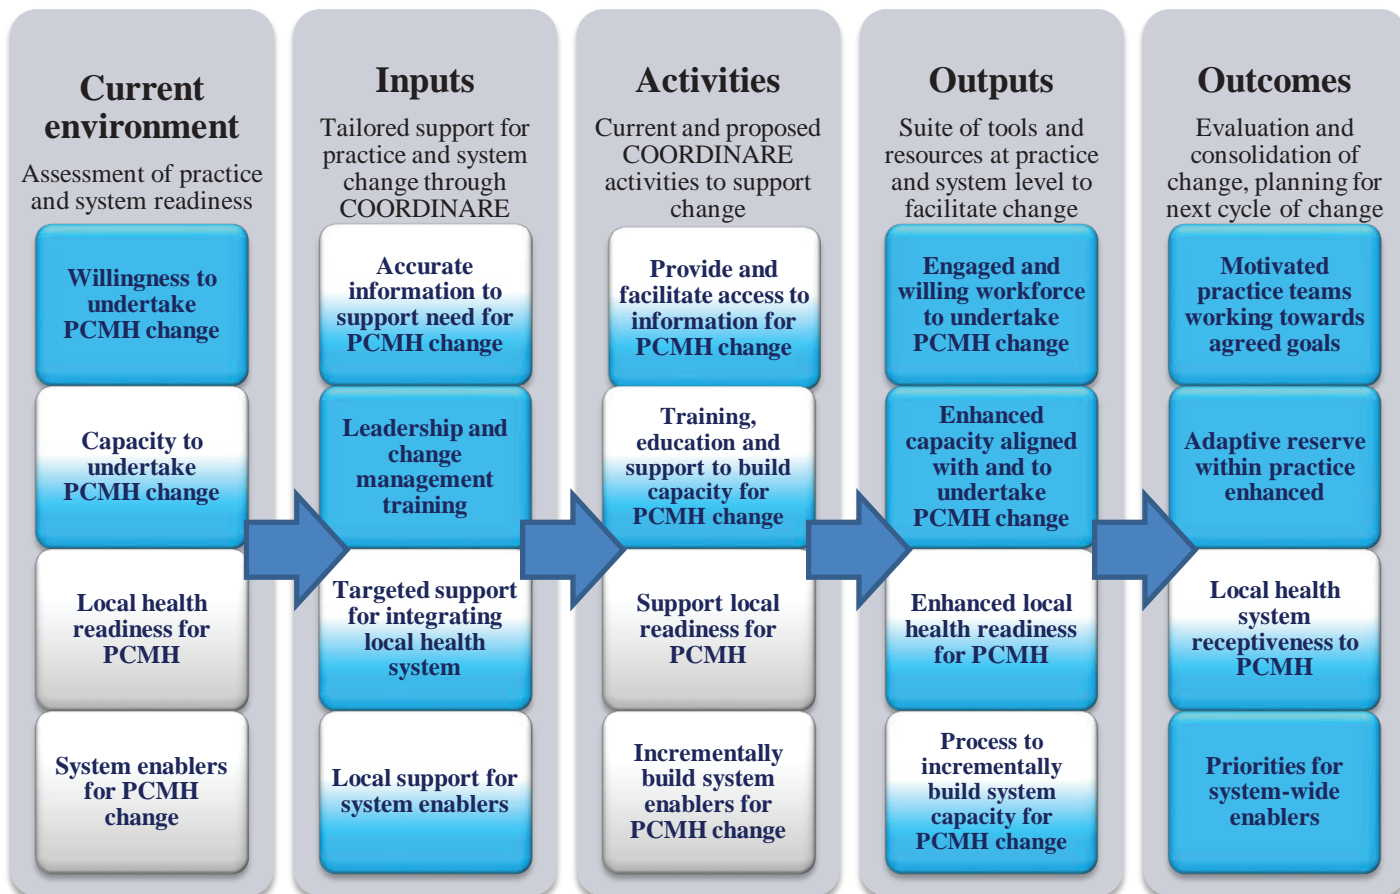 Current
environment
Assessment of practice
and system readiness
Willingness to
undertake
PCMH change
Capacity to
undertake
PCMH change
Local health
readiness for
PCMH
System enablers
for PCMH
change
Inputs
Tailored support for
practice and system
change through
COORDINARE
Accurate
information to
support need for
PCMH change
Leadership and
change
management
training
Targeted support
for integrating
local health
system
Local support for
system enablers
Activities
Current and proposed
COORDINARE
activities to support
change
Provide and
facilitate access to
information for
PCMH change
Training,
education and
support to build
capacity for
PCMH change
Support local
readiness for
PCMH
Incrementally
build system
enablers for
PCMH change
Outputs
Suite of tools and
resources at practice
and system level to
facilitate change
Engaged and
willing workforce
to undertake
PCMH change
Enhanced
capacity aligned
with and to
undertake
PCMH change
Enhanced local
health readiness
for PCMH
Process to
incrementally
build system
capacity for
PCMH change
Outcomes
Evaluation and
consolidation of
change, planning for
next cycle of change
Motivated
practice teams
working towards
agreed goals
Adaptive reserve
within practice
enhanced
Local health
system
receptiveness to
PCMH
Priorities for
system-wide
enablers